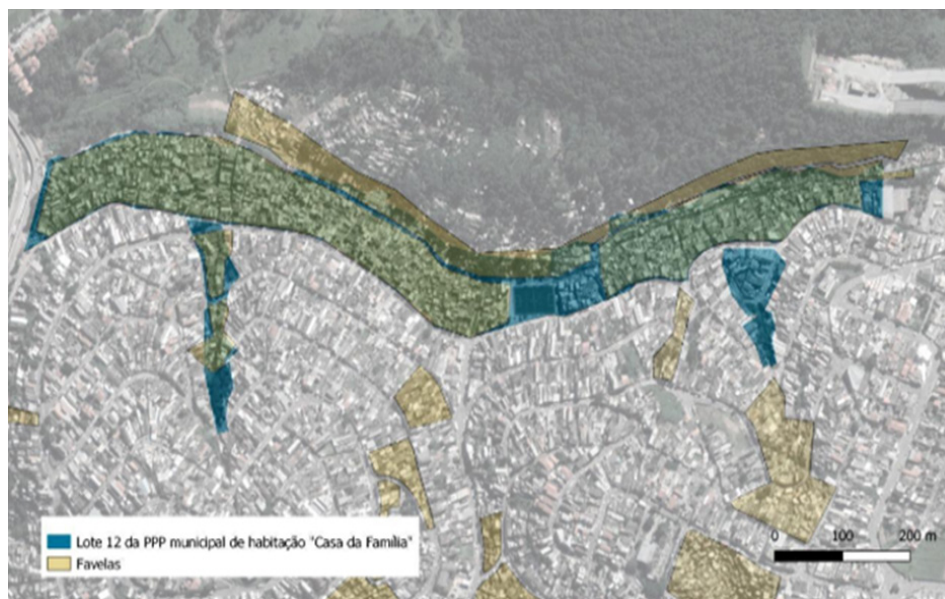 Lote 12 da PPP municipal de habitação "Casa da Família"
Favelas
0 100 200 m